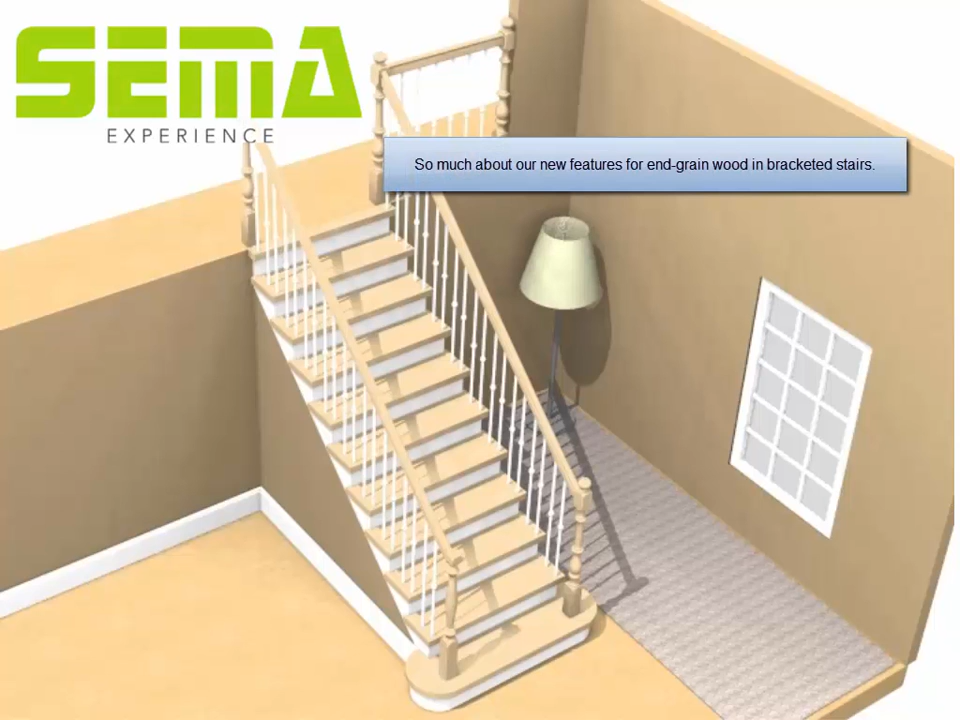 SEMA
EXPERIENCE
So much about our new features for end-grain wood in bracketed stairs.